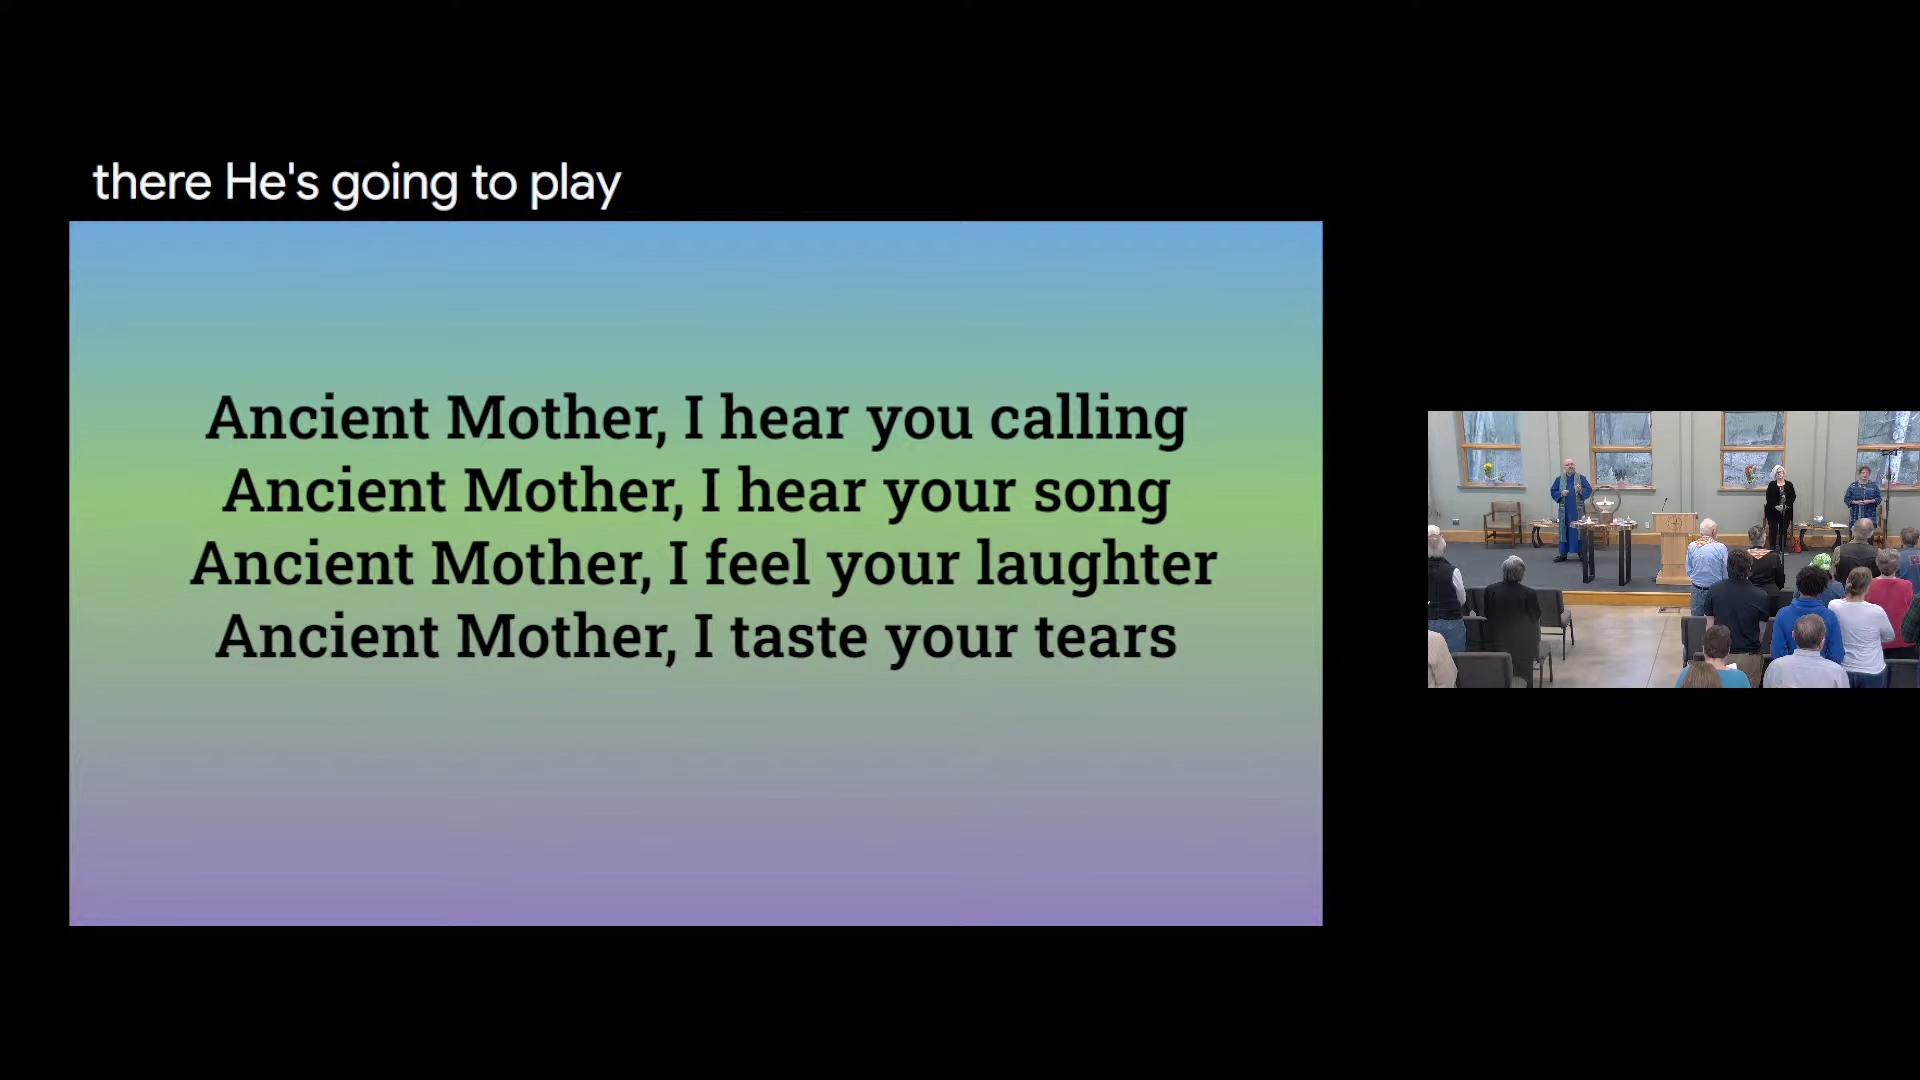 there He's going to play
Ancient Mother, I hear you calling
Ancient Mother, I hear your song
Ancient Mother, I feel your laughter
Ancient Mother, I taste your tears